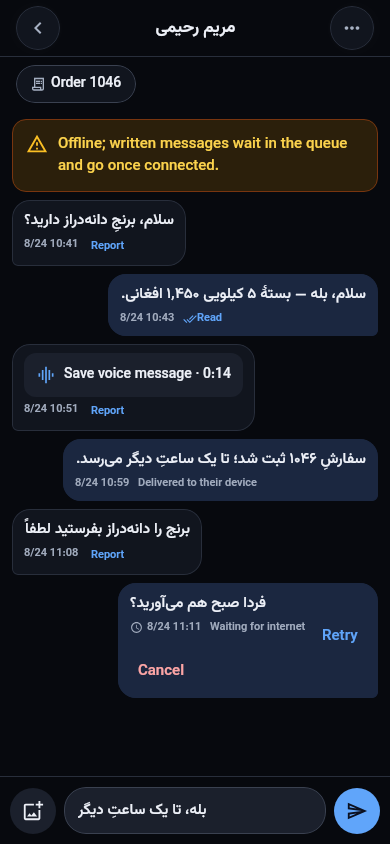 مریم رحیمی
Order 1046
Offline; written messages wait in the queue
and go once connected.
سلام، برنجِ دانه‌دراز دارید؟
8/24 10:41 Report
سلام، بله — بستهٔ ۵ کیلویی ۱,۴۵۰ افغانی.
8/24 10:43 Read
Save voice message · 0:14
8/24 10:51 Report
سفارشِ ۱۰۴۶ ثبت شد؛ تا یک ساعتِ دیگر می‌رسد.
8/24 10:59 Delivered to their device
برنج را دانه‌دراز بفرستید لطفاً
8/24 11:08 Report
فردا صبح هم می‌آورید؟
8/24 11:11 Waiting for internet Retry
Cancel
بله، تا یک ساعتِ دیگر